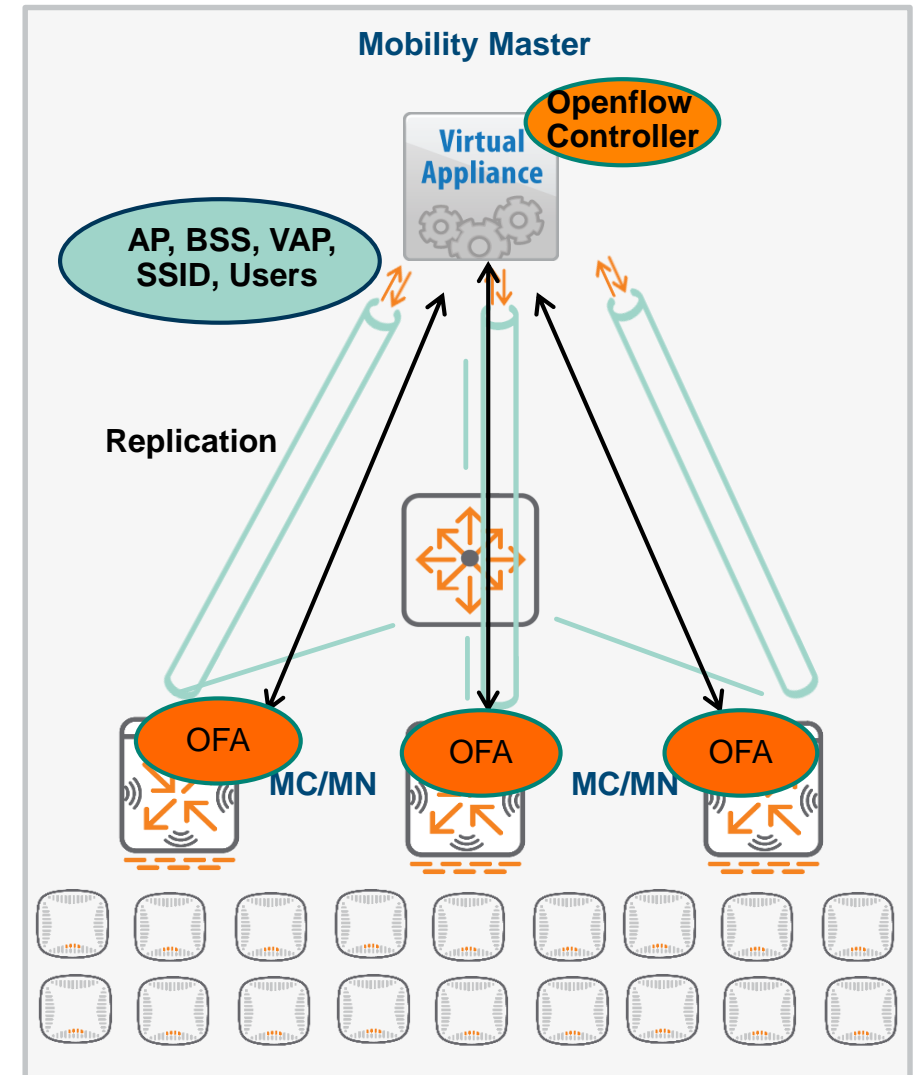 Mobility Master
Openflow
Controller
Virtual
Appliance
AP, BSS, VAP,
SSID, Users
Replication
OFA
OFA
OFA
MC/MN
MC/MN